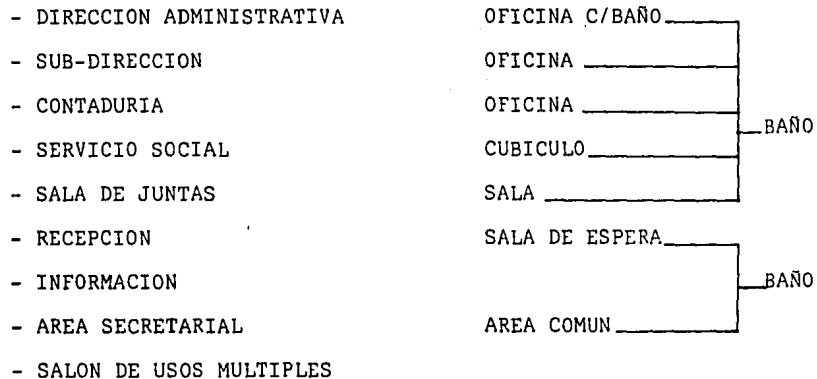 - DIRECCION ADMINISTRATIVA OFICINA C/BAÑO
- SUB-DIRECCION OFICINA
- CONTADURIA OFICINA
BAÑO
- SERVICIO SOCIAL CUBICULO
- SALA DE JUNTAS SALA
- RECEPCION SALA DE ESPERA
- INFORMACION BAÑO
- AREA SECRETARIAL AREA COMUN
- SALON DE USOS MULTIPLES